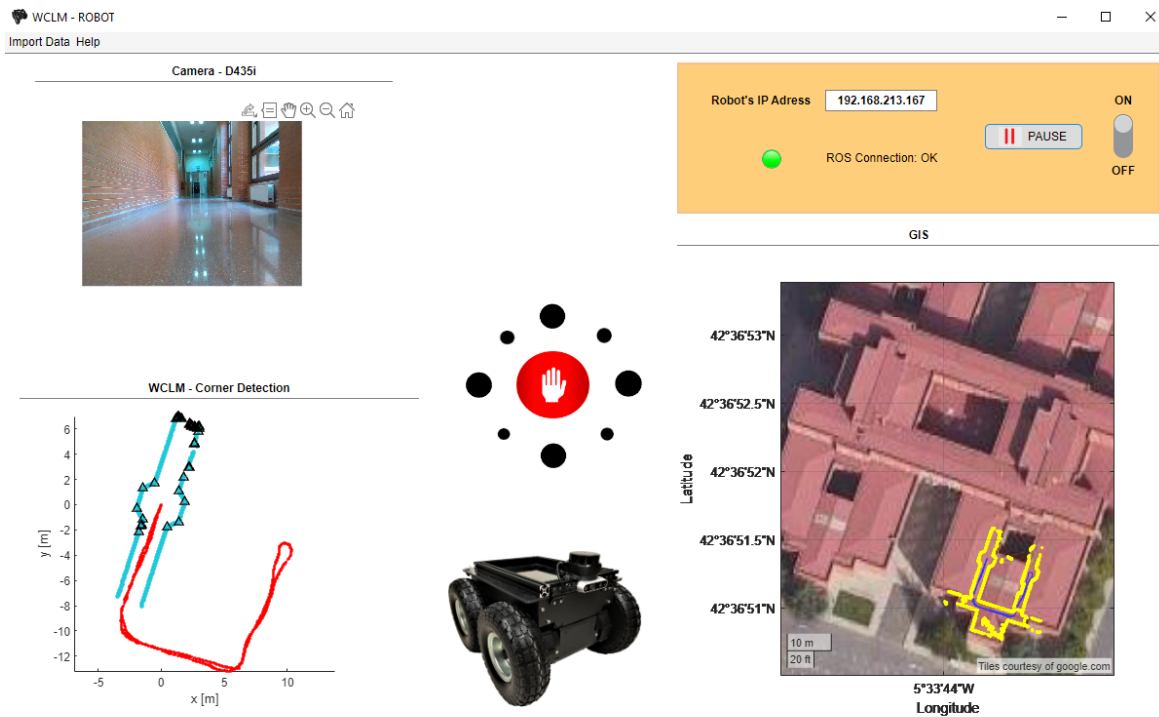 WCLM - ROBOT
Import Data Help
Camera - D435i
Robot's IP Adress 192.168.213.167
ROS Connection: OK
PAUSE
ON
OFF
GIS
42°36'53"N
42°36'52.5"N
42°36'52"N
42°36'51.5"N
42°36'51"N
Latitude
10 m
20 ft
Tiles courtesy of google.com
5°33'44"W
Longitude
WCLM - Corner Detection
6
4
2
0
-2
-4
-6
-8
-10
-12
y [m]
-5 0 5 10
x [m]